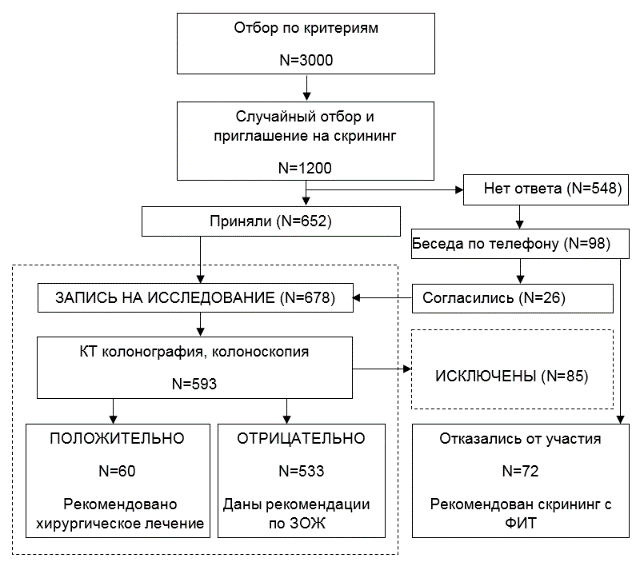 Отбор по критериям
N=3000
Случайный отбор и
приглашение на скрининг
N=1200
Нет ответа (N=548)
Приняли (N=652)
Беседа по телефону (N=98)
ЗАПИСЬ НА ИССЛЕДОВАНИЕ (N=678)
Согласились (N=26)
КТ колонография, колоноскопия
N=593
ИСКЛЮЧЕНЫ (N=85)
ПОЛОЖИТЕЛЬНО
N=60
Рекомендовано
хирургическое лечение
ОТРИЦАТЕЛЬНО
N=533
Даны рекомендации
по ЗОЖ
Отказались от участия
N=72
Рекомендован скрининг с
ФИТ